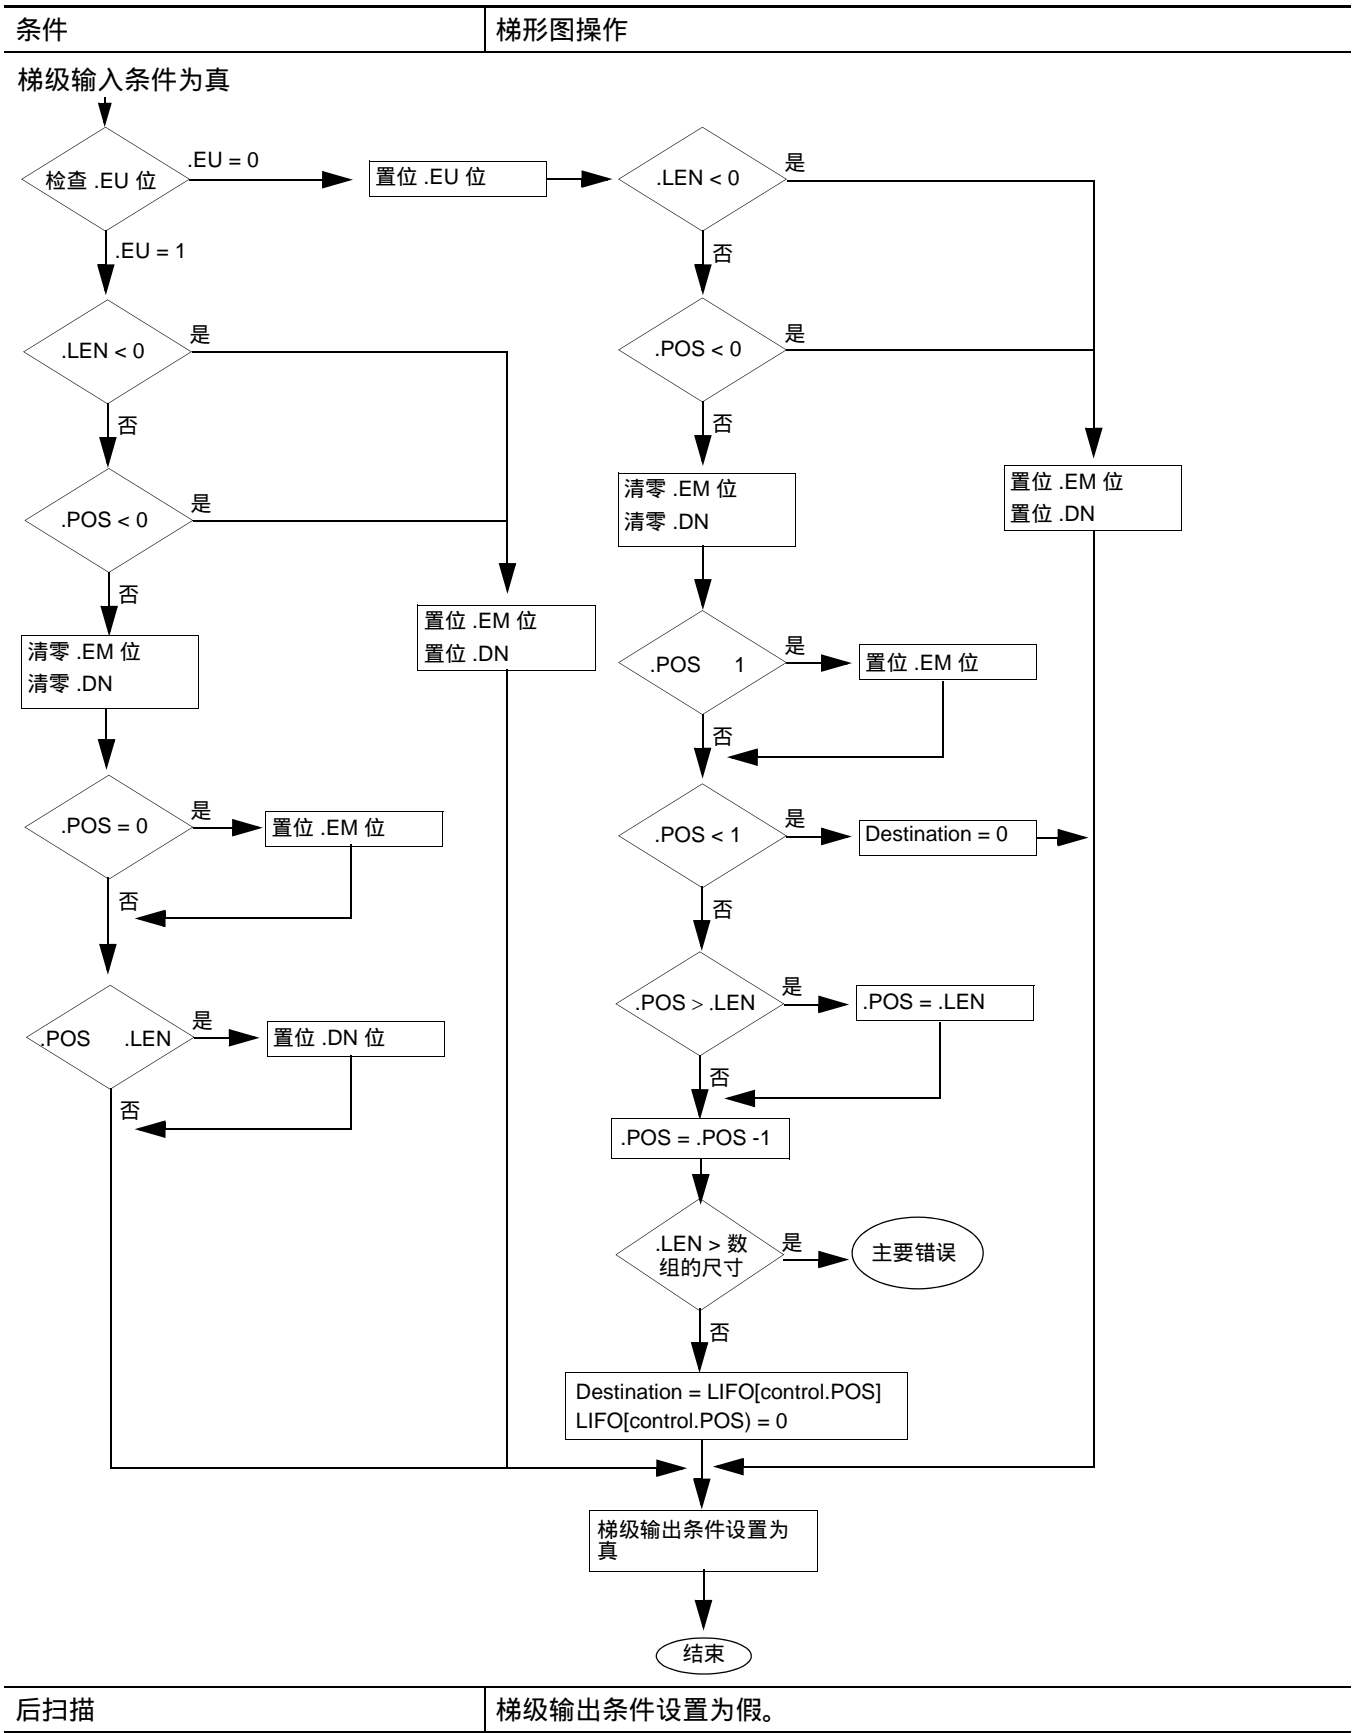 条件
梯形图操作
梯级输入条件为真
检查 .EU 位
.EU = 0
置位 .EU 位
.LEN < 0
是
否
.EU = 1
.LEN < 0
是
否
.POS < 0
是
否
.POS < 0
是
否
清零 .EM 位
清零 .DN
置位 .EM 位
置位 .DN
清零 .EM 位
清零 .DN
置位 .EM 位
置位 .DN
.POS 1
是
置位 .EM 位
否
.POS = 0
是
置位 .EM 位
否
.POS < 1
是
Destination = 0
否
.POS .LEN
是
置位 .DN 位
否
.POS > .LEN
是
.POS = .LEN
否
.POS = .POS -1
.LEN > 数
组的尺寸
是
主要错误
否
Destination = LIFO[control.POS]
LIFO[control.POS) = 0
梯级输出条件设置为
真
结束
后扫描
梯级输出条件设置为假。